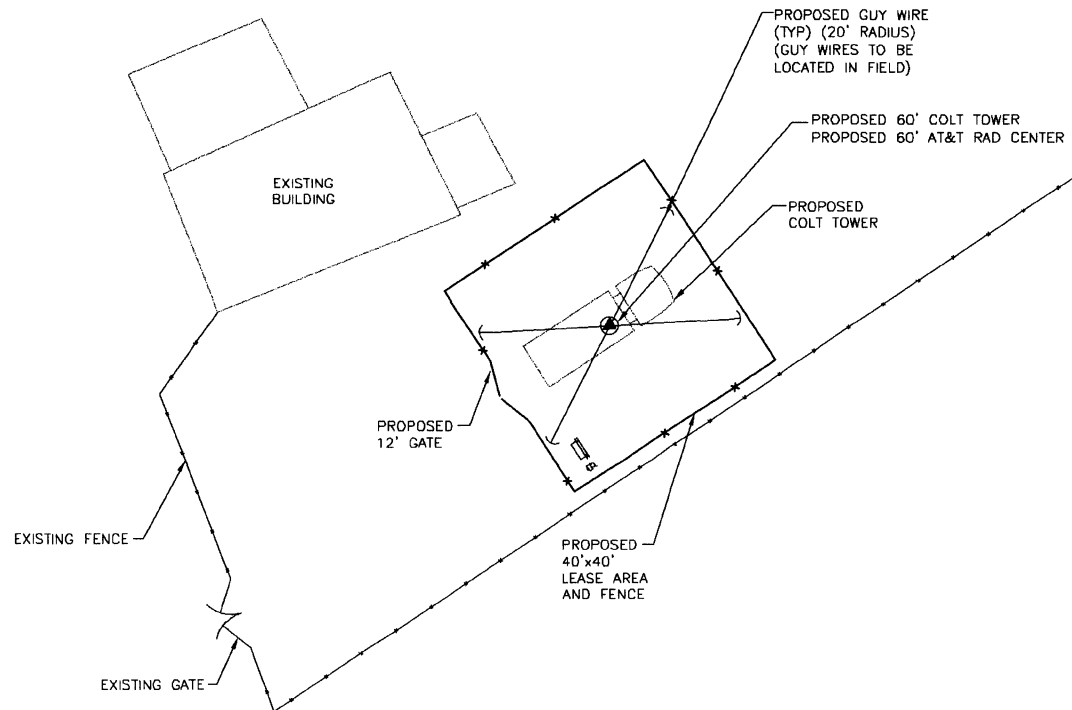 PROPOSED GUY WIRE
(TYP) (20' RADIUS)
(GUY WIRES TO BE
LOCATED IN FIELD)
PROPOSED 60' COLT TOWER
PROPOSED 60' AT&T RAD CENTER
EXISTING
BUILDING
PROPOSED
COLT TOWER
PROPOSED
12' GATE
EXISTING FENCE
PROPOSED
40'x40'
LEASE AREA
AND FENCE
EXISTING GATE